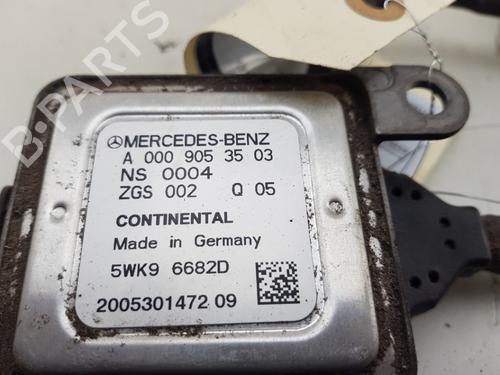 B-PARTS
MERCEDES-BENZ
A 000 905 35 03
NS 0004
ZGS 002 Q 05
CONTINENTAL
Made in Germany
5WK9 6682D
2005301472 09